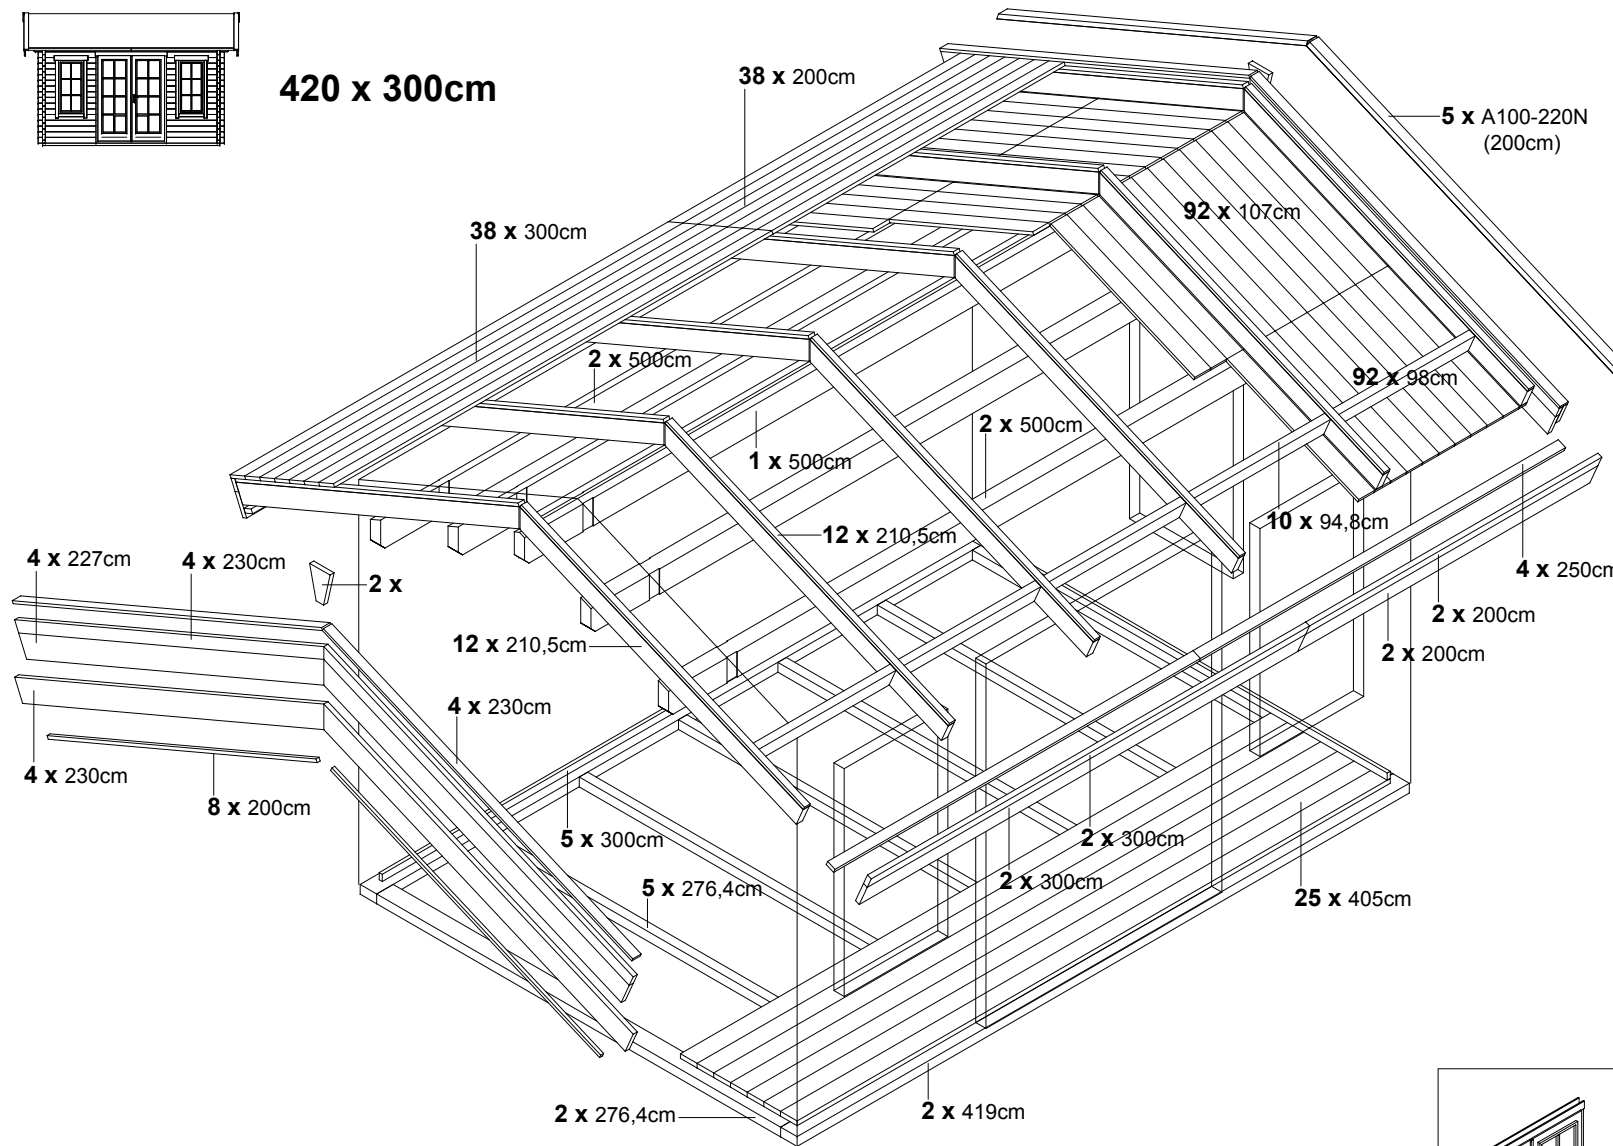 420 x 300cm
38 x 200cm
5 x A100-220N
(200cm)
92 x 107cm
38 x 300cm
2 x 500cm
92 x 98cm
2 x 500cm
1 x 500cm
10 x 94,8cm
12 x 210,5cm
4 x 227cm
4 x 230cm
2 x
4 x 250cm
2 x 200cm
12 x 210,5cm
2 x 200cm
4 x 230cm
4 x 230cm
8 x 200cm
5 x 300cm
2 x 300cm
5 x 276,4cm
2 x 300cm
25 x 405cm
2 x 276,4cm
2 x 419cm